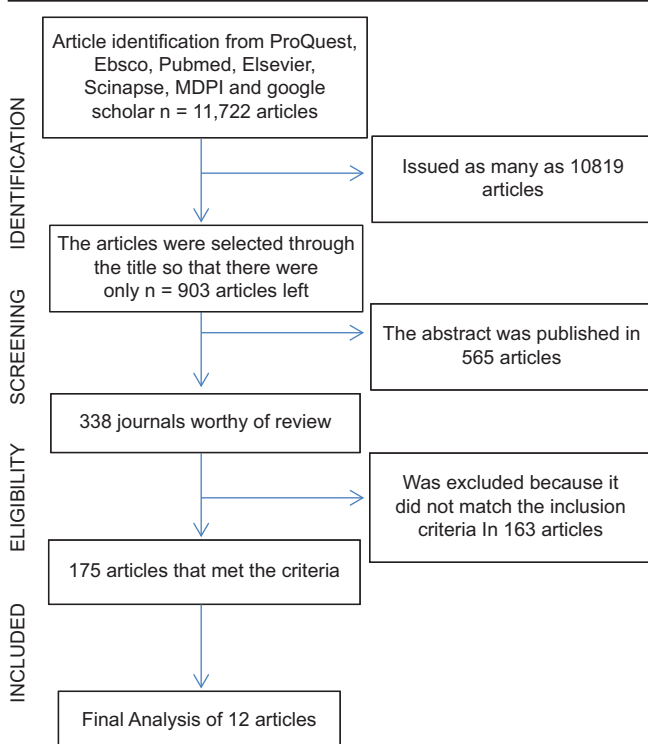 IDENTIFICATION
Article identification from ProQuest,
Ebsco, Pubmed, Elsevier,
Scinapse, MDPI and google
scholar n = 11,722 articles
Issued as many as 10819
articles
The articles were selected through
the title so that there were
only n = 903 articles left
SCREENING
The abstract was published in
565 articles
338 journals worthy of review
ELIGIBILITY
Was excluded because it
did not match the inclusion
criteria In 163 articles
175 articles that met the criteria
INCLUDED
Final Analysis of 12 articles